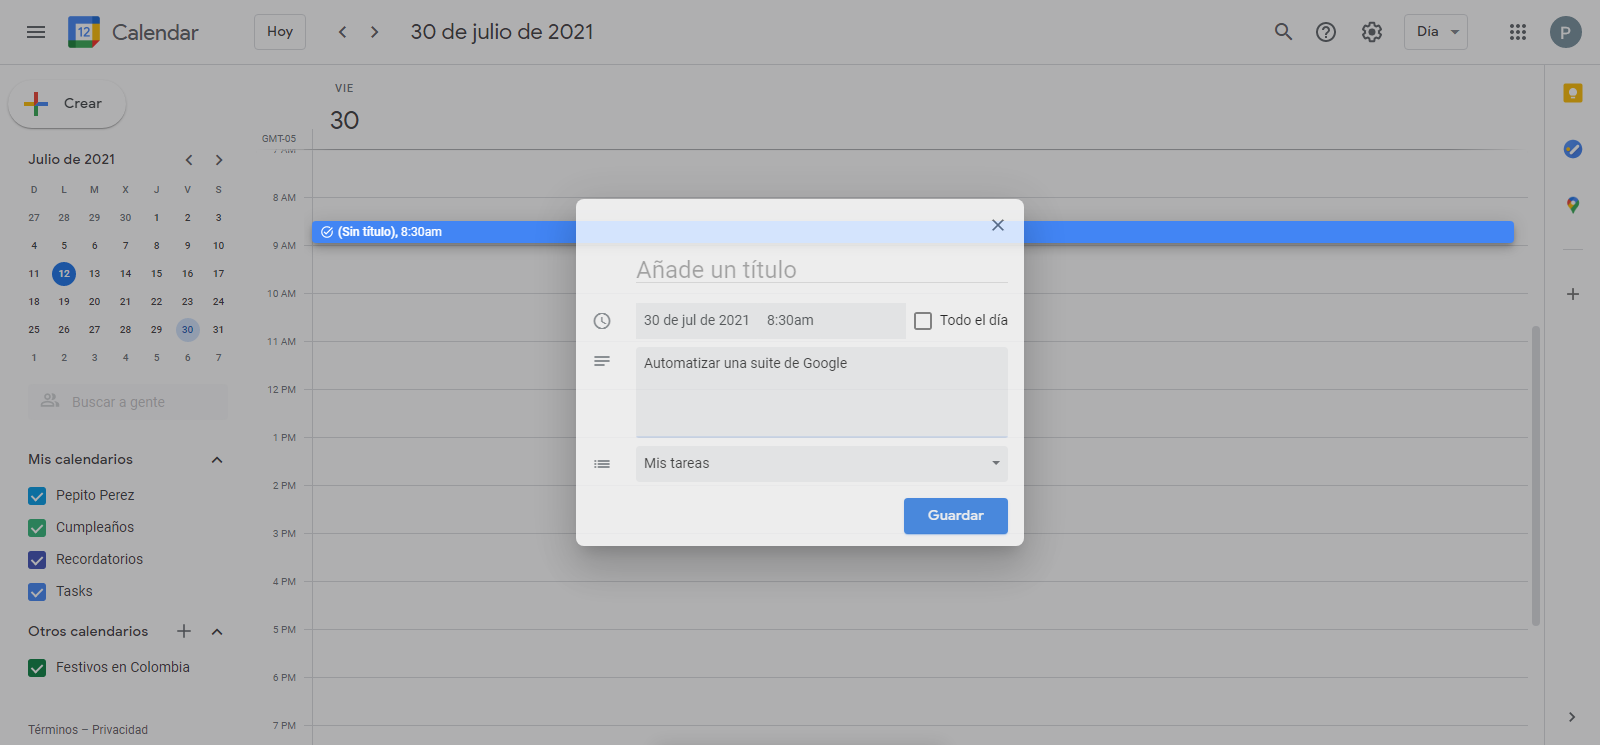 12 Calendar Hoy 30 de julio de 2021 Día P
Crear
VIE
30
GMT-05
7 AM
Julio de 2021
D L M X J V S
27 28 29 30 1 2 3
4 5 6 7 8 9 10
11 12 13 14 15 16 17
18 19 20 21 22 23 24
25 26 27 28 29 30 31
1 2 3 4 5 6 7
Buscar a gente
Mis calendarios
Pepito Perez
Cumpleaños
Recordatorios
Tasks
Otros calendarios
Festivos en Colombia
Términos – Privacidad
8 AM
(Sin título), 8:30am
9 AM
10 AM
11 AM
12 PM
1 PM
2 PM
3 PM
4 PM
5 PM
6 PM
7 PM
Añade un título
30 de jul de 2021 8:30am Todo el día
Automatizar una suite de Google
Mis tareas
Guardar